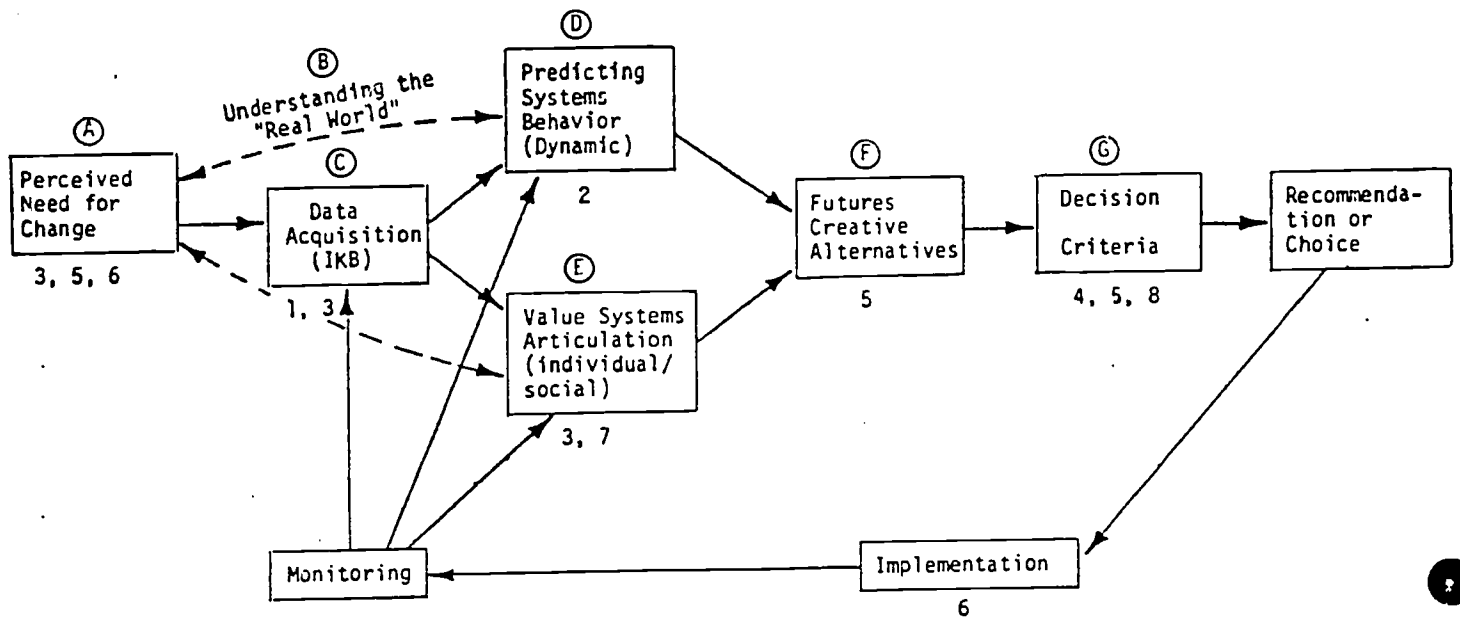 A
Perceived
Need for
Change
3, 5, 6
B
Understanding the
"Real World"
C
Data
Acquisition
(IKB)
1, 3
D
Predicting
Systems
Behavior
(Dynamic)
2
E
Value Systems
Articulation
(individual/
social)
3, 7
F
Futures
Creative
Alternatives
5
G
Decision
Criteria
4, 5, 8
Recommenda-
tion or
Choice
Implementation
6
Monitoring